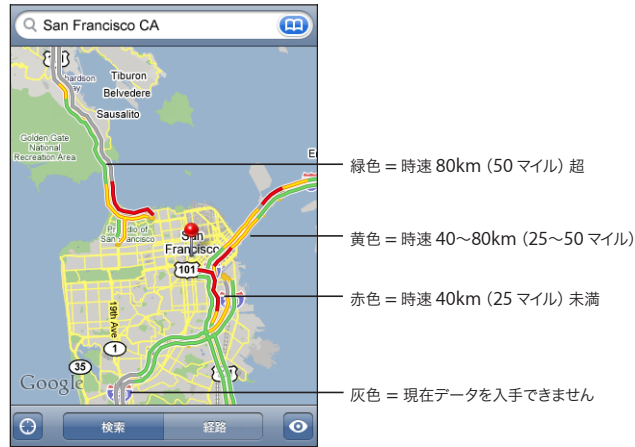 San Francisco CA
Tiburon
Belvedere
Sausalito
Golden Gate
National
Recreation Area
緑色 = 時速 80km（50 マイル）超
San Francisco
San
Francisco
黄色 = 時速 40～80km（25～50 マイル）
101
赤色 = 時速 40km（25 マイル）未満
19th Ave
1
35
Google
灰色 = 現在データを入手できません
検索
経路